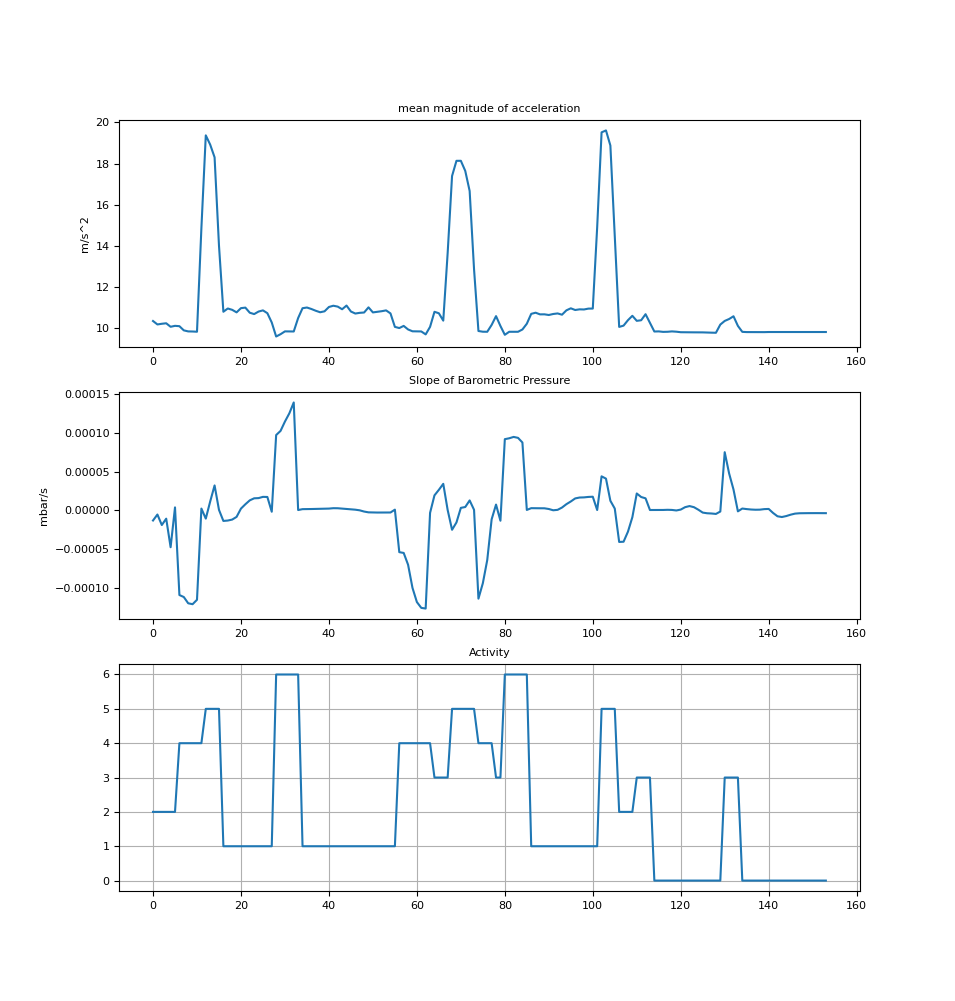 mean magnitude of acceleration
20
18
16
14
12
10
m/s^2
0 20 40 60 80 100 120 140 160
Slope of Barometric Pressure
0.00015
0.00010
0.00005
0.00000
−0.00005
−0.00010
mbar/s
0 20 40 60 80 100 120 140 160
Activity
6
5
4
3
2
1
0
0 20 40 60 80 100 120 140 160